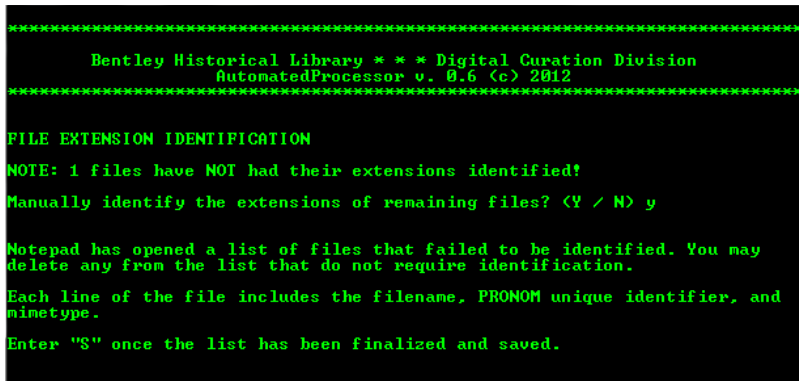 *******************************************************************************
Bentley Historical Library * * * Digital Curation Division
AutomatedProcessor v. 0.6 (c) 2012
*******************************************************************************
FILE EXTENSION IDENTIFICATION
NOTE: 1 files have NOT had their extensions identified!
Manually identify the extensions of remaining files? (Y / N) y
Notepad has opened a list of files that failed to be identified. You may
delete any from the list that do not require identification.
Each line of the file includes the filename, PRONOM unique identifier, and
mimetype.
Enter "S" once the list has been finalized and saved.